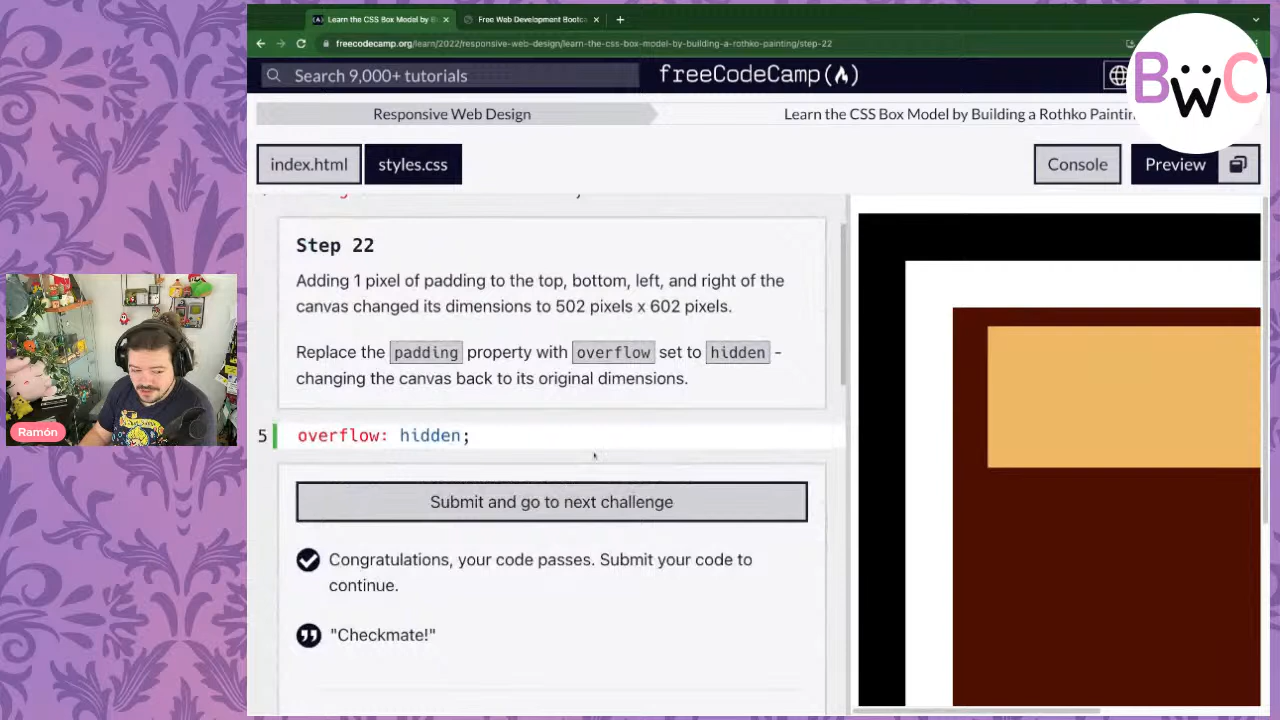 Learn the CSS Box Model by B
Free Web Development Bootca
freecodecamp.org/learn/2022/responsive-web-design/learn-the-css-box-model-by-building-a-rothko-painting/step-22
Search 9,000+ tutorials
freeCodeCamp(🔥)
BWC
Responsive Web Design
Learn the CSS Box Model by Building a Rothko Paintin
index.html
styles.css
Console
Preview
Step 22
Adding 1 pixel of padding to the top, bottom, left, and right of the
canvas changed its dimensions to 502 pixels x 602 pixels.
Replace the padding property with overflow set to hidden -
changing the canvas back to its original dimensions.
5 overflow: hidden;
Submit and go to next challenge
Congratulations, your code passes. Submit your code to
continue.
"Checkmate!"
Ramón